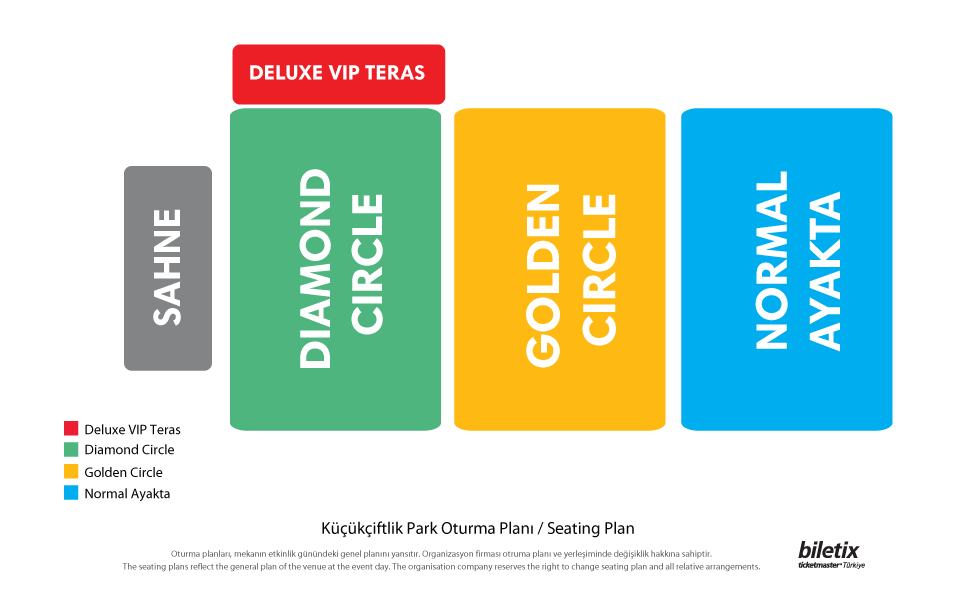 DELUXE VIP TERAS
SAHNE
DIAMOND
CIRCLE
GOLDEN
CIRCLE
NORMAL
AYAKTA
Deluxe VIP Teras
Diamond Circle
Golden Circle
Normal Ayakta
Küçükçiftlik Park Oturma Planı / Seating Plan
Oturma planları, mekanın etkinlik günündeki genel planını yansıtır. Organizasyon firması otruma planı ve yerleşiminde değişiklik hakkına sahiptir.
The seating plans reflect the general plan of the venue at the event day. The organisation company reserves the right to change seating plan and all relative arrangements.
biletix
ticketmaster® Türkiye